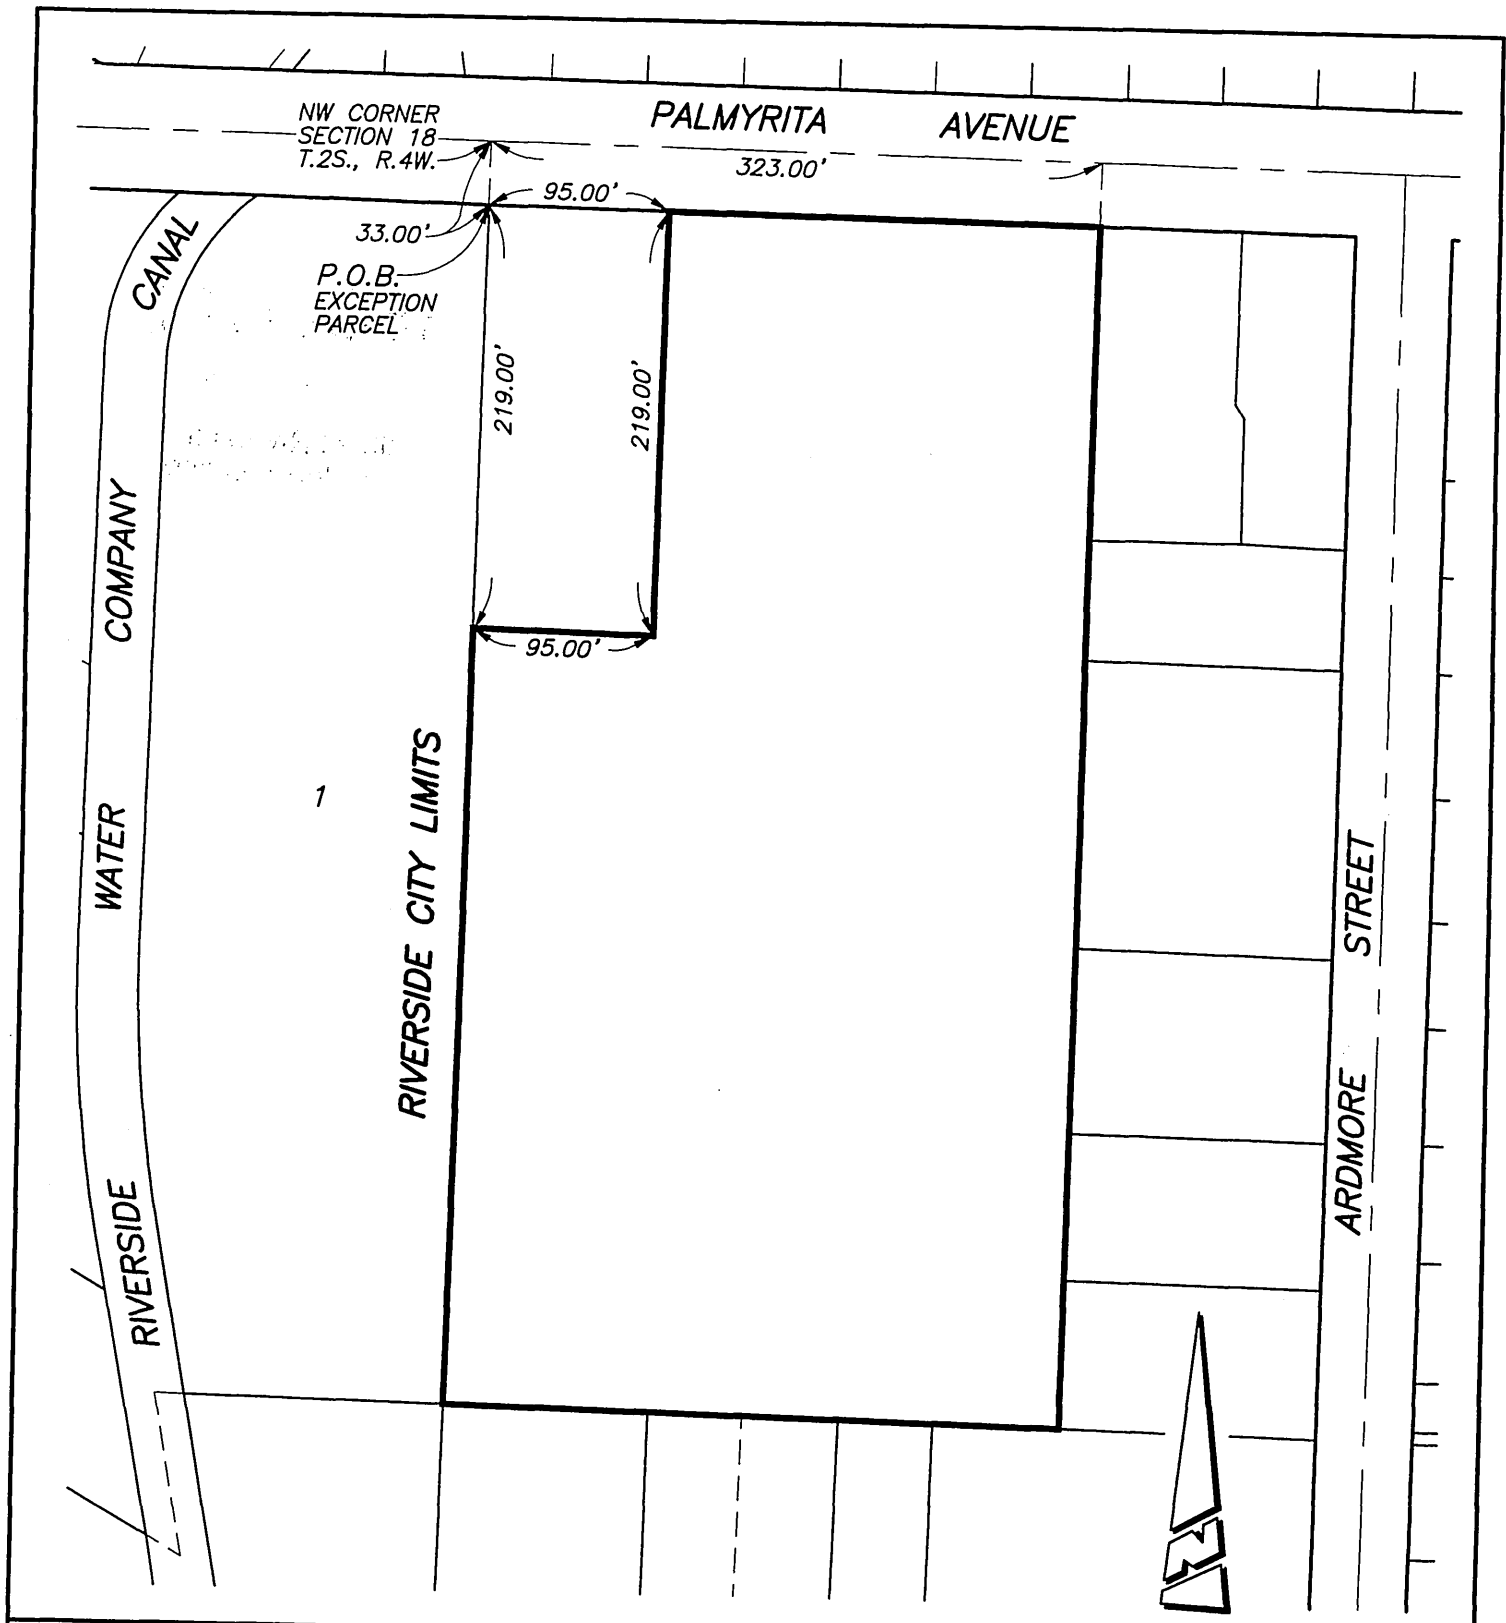 PALMYRITA AVENUE
NW CORNER
SECTION 18
T.2S., R.4W.
323.00'
95.00'
33.00'
P.O.B.
EXCEPTION
PARCEL
219.00'
219.00'
95.00'
RIVERSIDE WATER COMPANY CANAL
1
RIVERSIDE CITY LIMITS
ARDMORE STREET
N